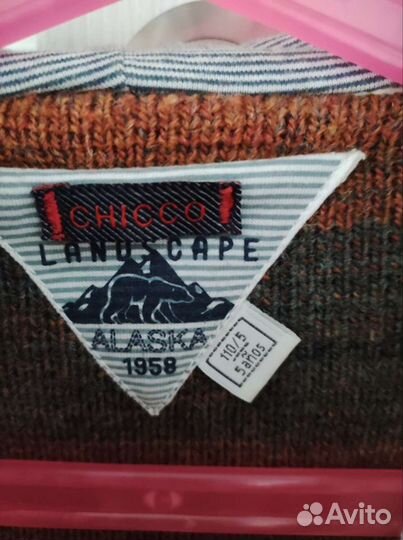 CHICCO
LANDSCAPE
ALASKA
1958
110/5
5 años
Avito